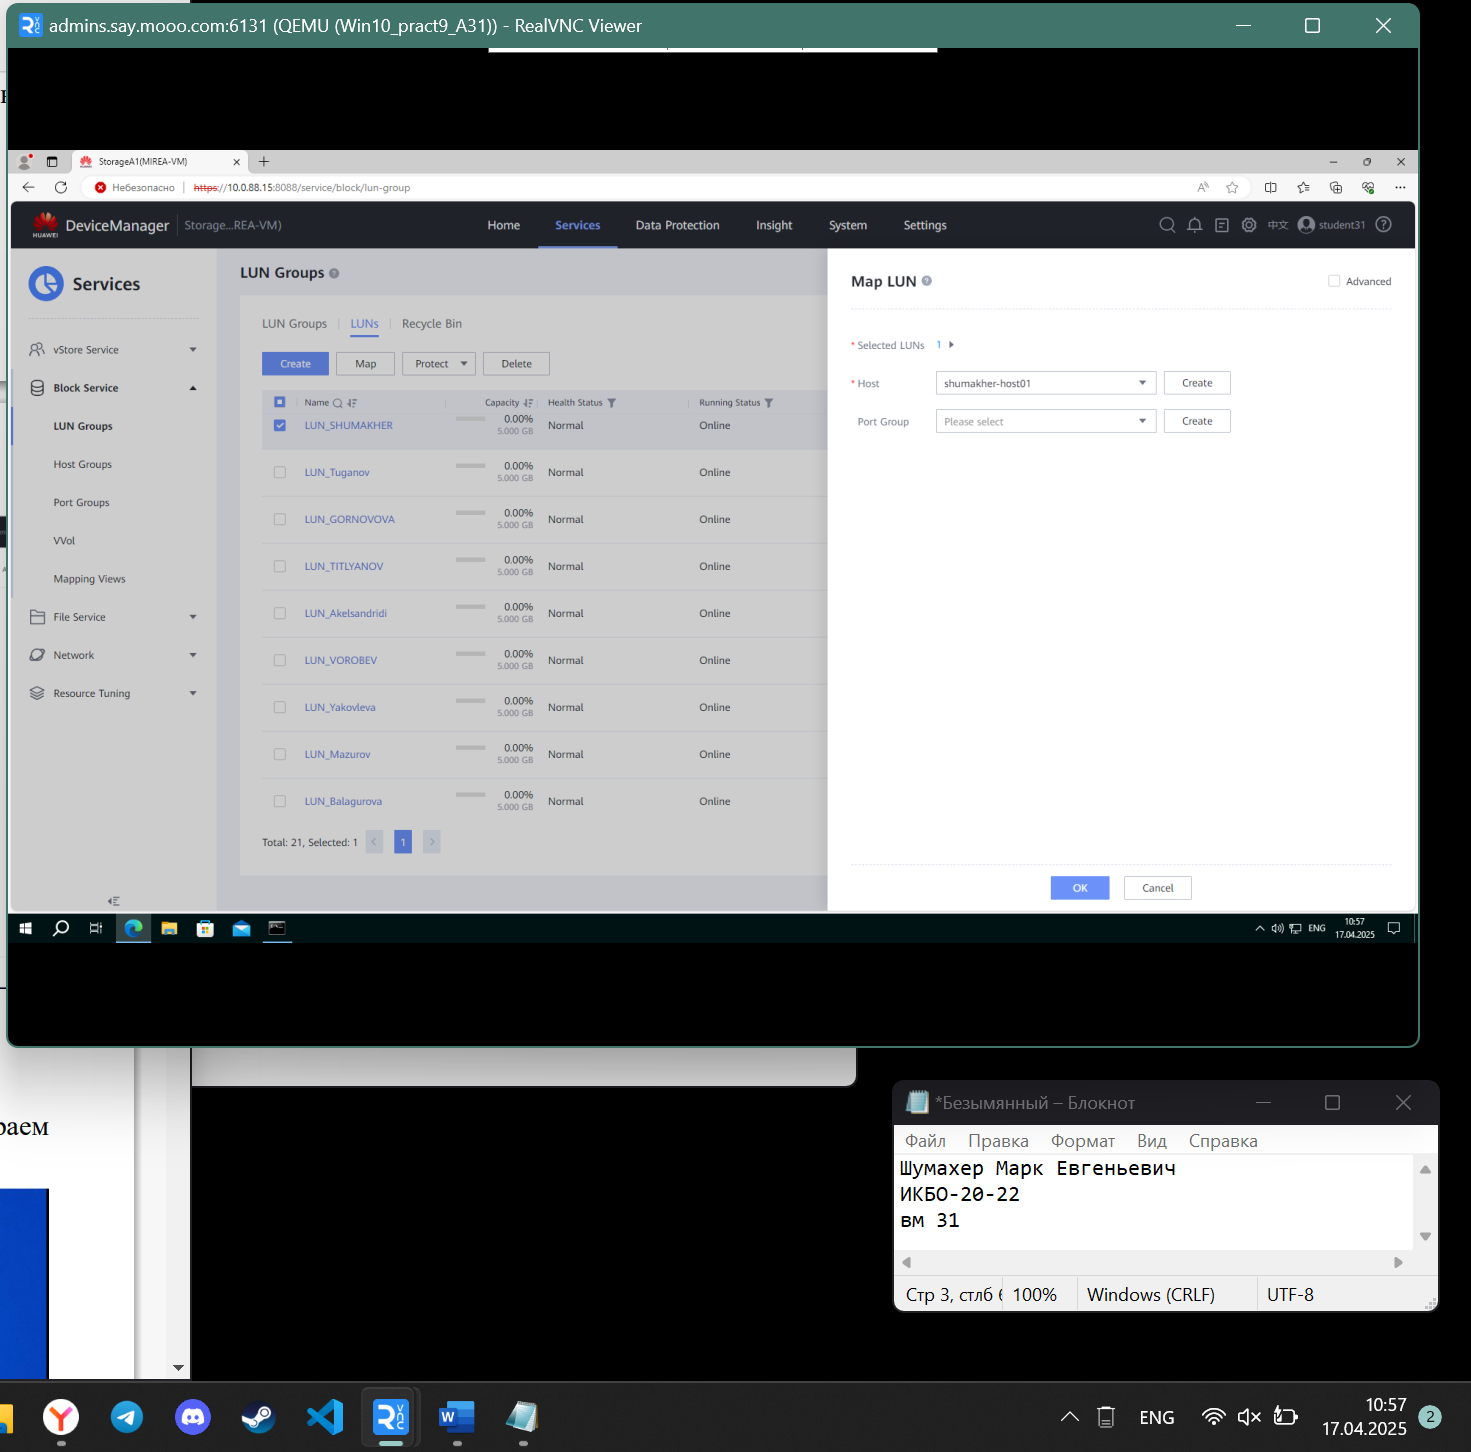 admins.say.mooo.com:6131 (QEMU (Win10_pract9_A31)) - RealVNC Viewer
StorageA1(MIREA-VM)
Небезопасно https://10.0.88.15:8088/service/block/lun-group
HUAWEI DeviceManager Storage...REA-VM) Home Services Data Protection Insight System Settings 中文 student31
Services
vStore Service
Block Service
LUN Groups
Host Groups
Port Groups
VVol
Mapping Views
File Service
Network
Resource Tuning
LUN Groups
LUN Groups LUNs Recycle Bin
Create Map Protect Delete
Name Capacity Health Status Running Status
LUN_SHUMAKHER 0.00% 5.000 GB Normal Online
LUN_Tuganov 0.00% 5.000 GB Normal Online
LUN_GORNOVOVA 0.00% 5.000 GB Normal Online
LUN_TITLYANOV 0.00% 5.000 GB Normal Online
LUN_Akelsandridi 0.00% 5.000 GB Normal Online
LUN_VOROBEV 0.00% 5.000 GB Normal Online
LUN_Yakovleva 0.00% 5.000 GB Normal Online
LUN_Mazurov 0.00% 5.000 GB Normal Online
LUN_Balagurova 0.00% 5.000 GB Normal Online
Total: 21, Selected: 1 < 1 >
Map LUN Advanced
* Selected LUNs 1
* Host shumakher-host01 Create
Port Group Please select Create
OK Cancel
ENG 10:57
17.04.2025
раем
*Безымянный – Блокнот
Файл Правка Формат Вид Справка
Шумахер Марк Евгеньевич
ИКБО-20-22
вм 31
Стр 3, стлб 100% Windows (CRLF) UTF-8
ENG 10:57
17.04.2025 2